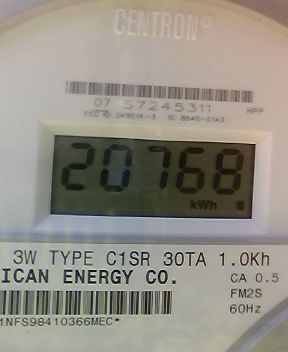 CENTRON®
07 57245311
20768
kWh
3W TYPE C1SR 30TA 1.0Kh
ICAN ENERGY CO.
CA 0.5
FM2S
60Hz
1NFS98410366MEC*